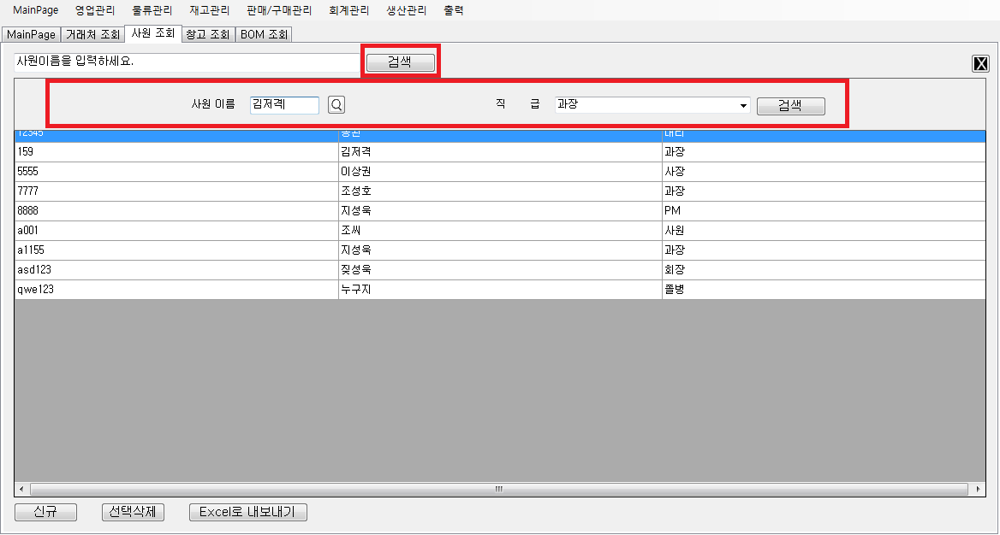 MainPage 영업관리 물류관리 재고관리 판매/구매관리 회계관리 생산관리 출력
MainPage 거래처 조회 사원 조회 창고 조회 BOM 조회
사원이름을 입력하세요. 검색 X
사원 이름 김저격 직 급 과장 검색
12345 대리
159 김저격 과장
5555 이상권 사장
7777 조성호 과장
8888 지성욱 PM
a001 조씨 사원
a1155 지성욱 과장
asd123 짖성욱 회장
qwe123 누구지 쫄병
신규 선택삭제 Excel로 내보내기